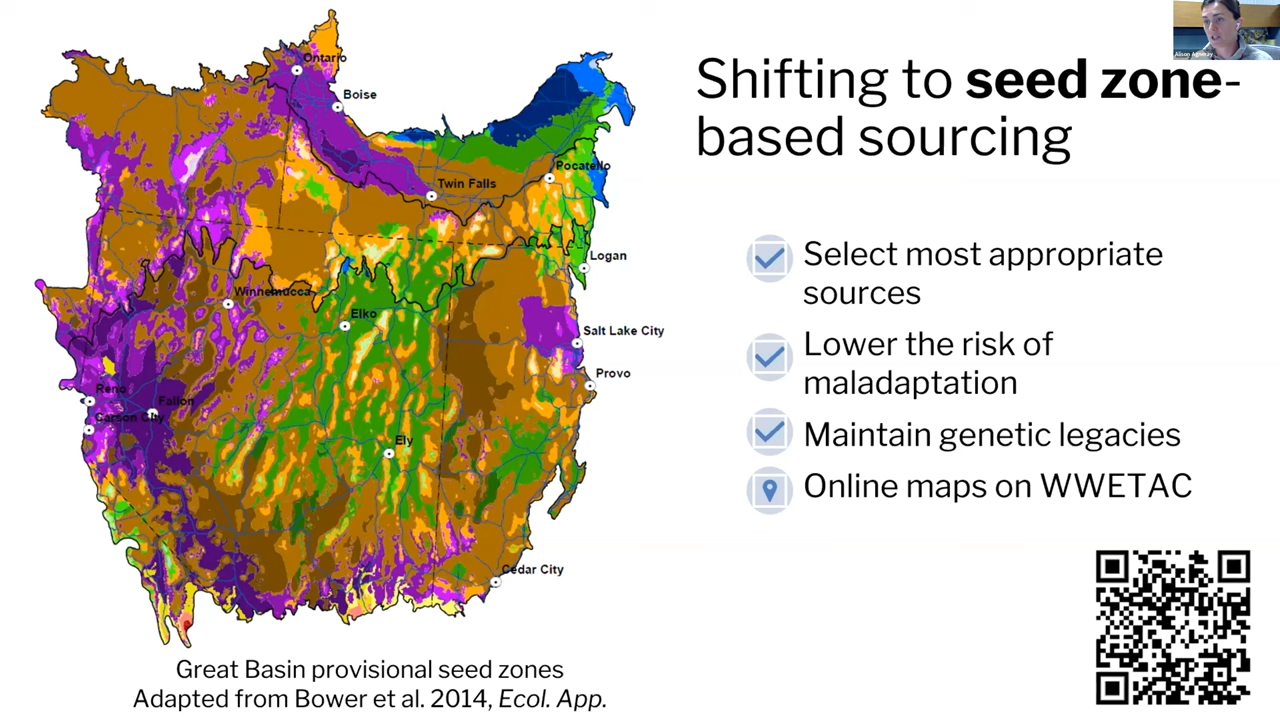 Shifting to seed zone-
based sourcing
Select most appropriate
sources
Lower the risk of
maladaptation
Maintain genetic legacies
Online maps on WWETAC
Ontario
Boise
Twin Falls
Pocatello
Logan
Winnemucca
Elko
Salt Lake City
Provo
Reno
Fallon
Carson City
Ely
Cedar City
Great Basin provisional seed zones
Adapted from Bower et al. 2014, Ecol. App.